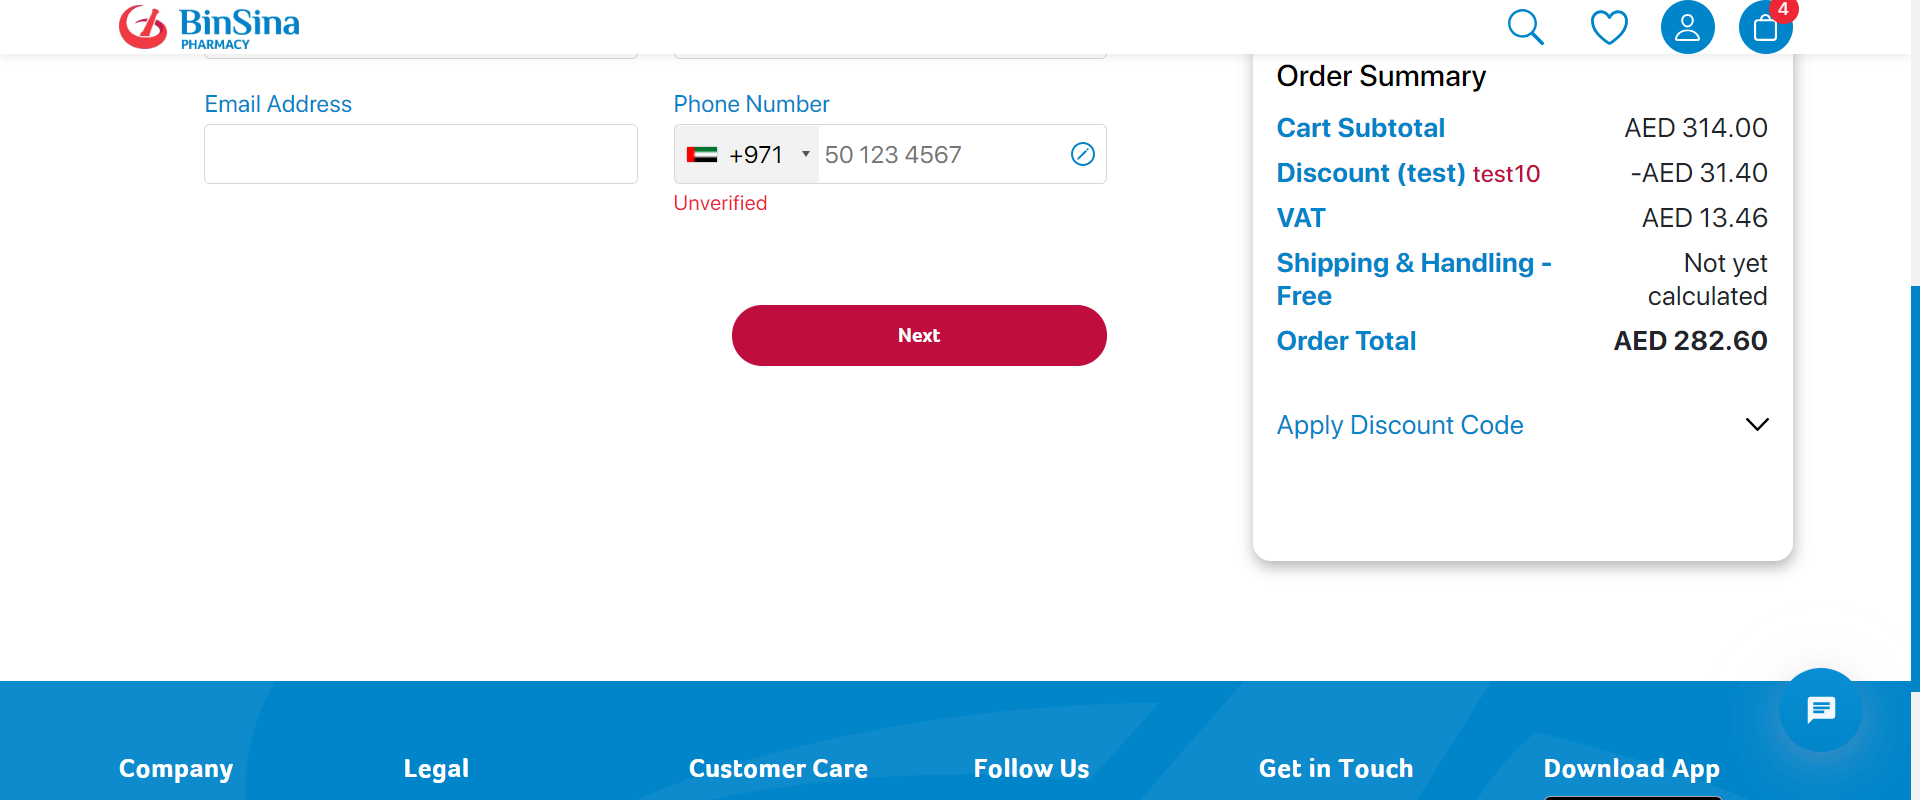 BinSina
PHARMACY
4
Email Address
Phone Number
+971
50 123 4567
Unverified
Next
Order Summary
Cart Subtotal AED 314.00
Discount (test) test10 -AED 31.40
VAT AED 13.46
Shipping & Handling - Not yet
Free calculated
Order Total AED 282.60
Apply Discount Code
Company Legal Customer Care Follow Us Get in Touch Download App